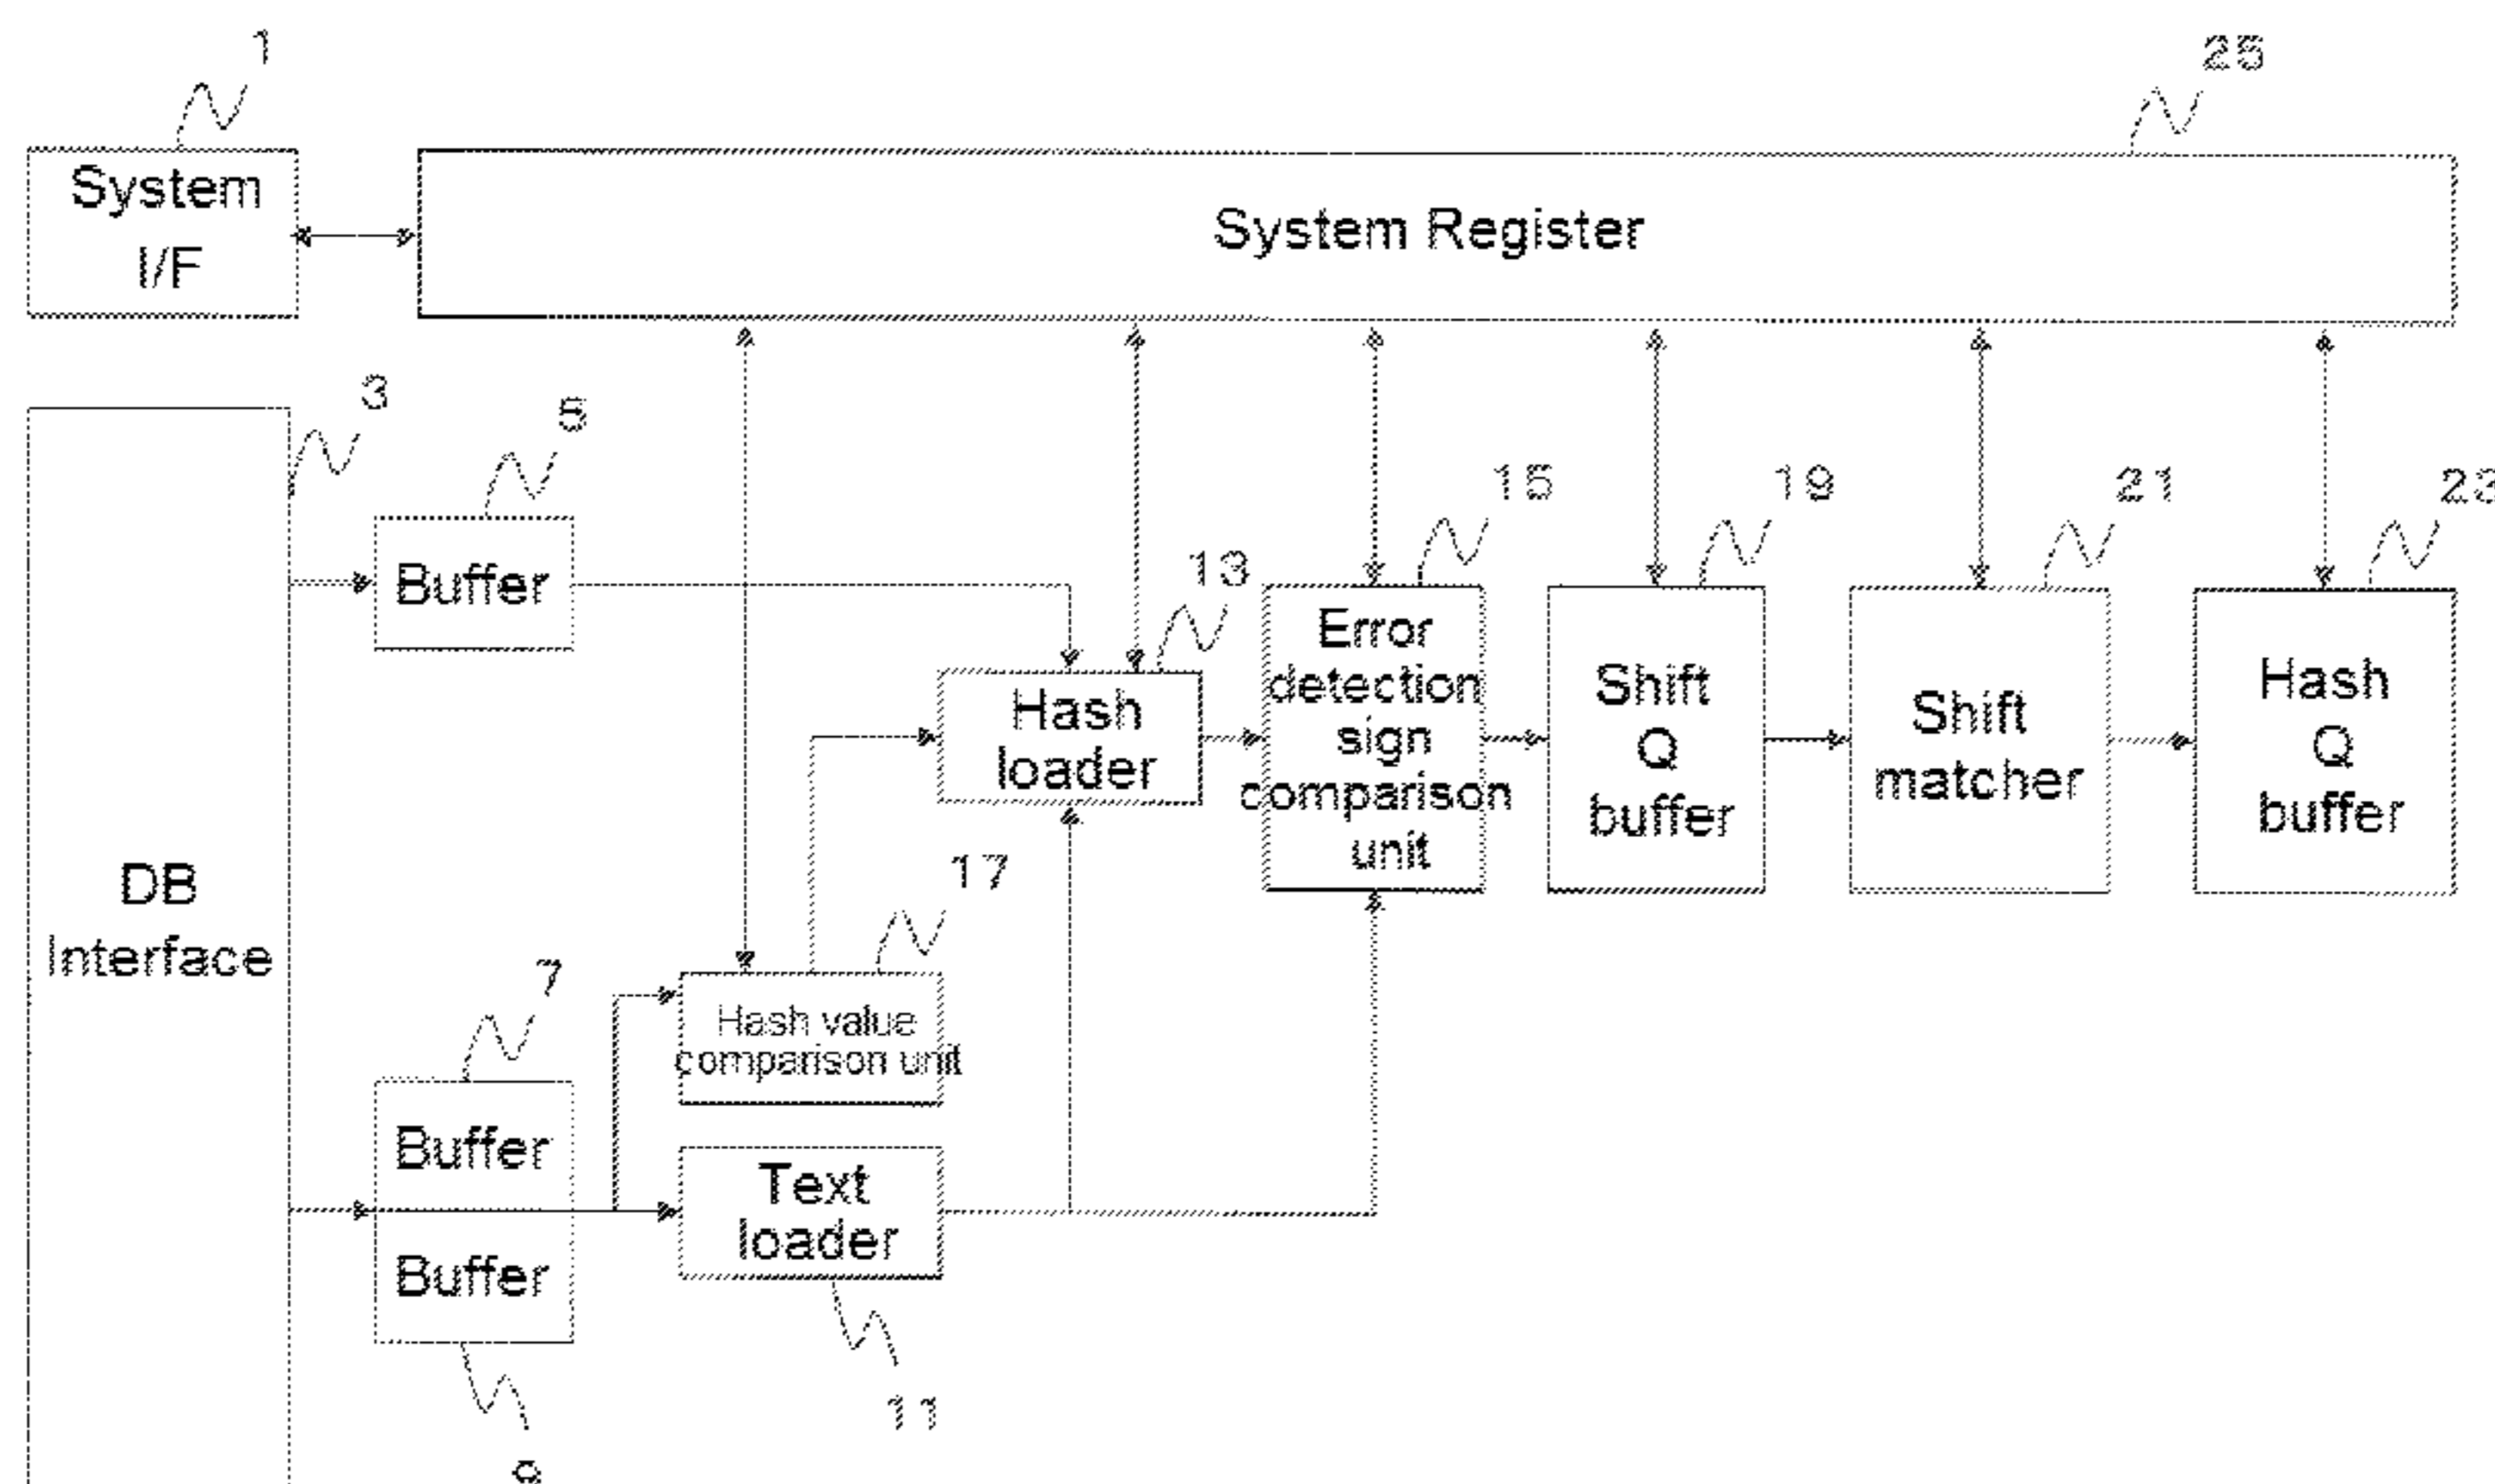 1
25
System
I/F
System Register
3
5
15
19
21
23
Buffer
13
Error
detection
sign
comparison
unit
Shift
Q
buffer
Shift
matcher
Hash
Q
buffer
Hash
loader
DB
Interface
17
7
Hash value
comparison unit
Buffer
Buffer
Text
loader
11
9